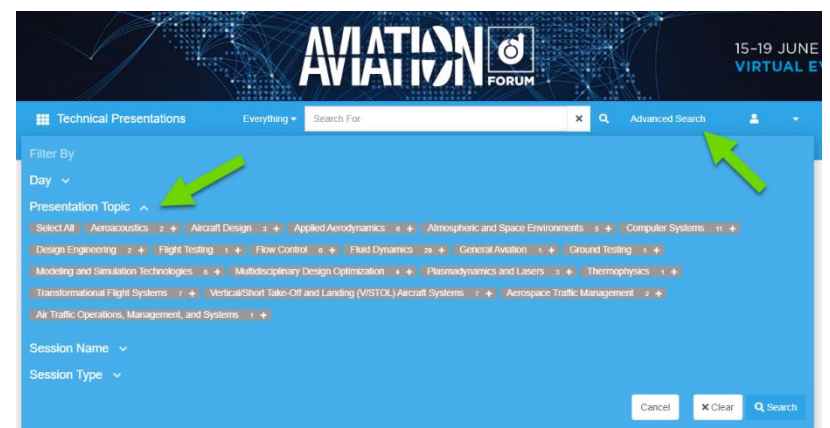 AVIATION FORUM
15–19 JUNE
VIRTUAL E
Technical Presentations Everything Search For Advanced Search
Filter By
Day
Presentation Topic
Select All Aeroacoustics 2 + Aircraft Design 3 + Applied Aerodynamics 6 + Atmospheric and Space Environments 5 + Computer Systems 11 +
Design Engineering 2 + Flight Testing 1 + Flow Control 6 + Fluid Dynamics 29 + General Aviation 1 + Ground Testing 1 +
Modeling and Simulation Technologies 6 + Multidisciplinary Design Optimization 4 + Plasmadynamics and Lasers 3 + Thermophysics 1 +
Transformational Flight Systems 7 + Vertical/Short Take-Off and Landing (V/STOL) Aircraft Systems 7 + Aerospace Traffic Management 2 +
Air Traffic Operations, Management, and Systems 1 +
Session Name
Session Type
Cancel x Clear Search